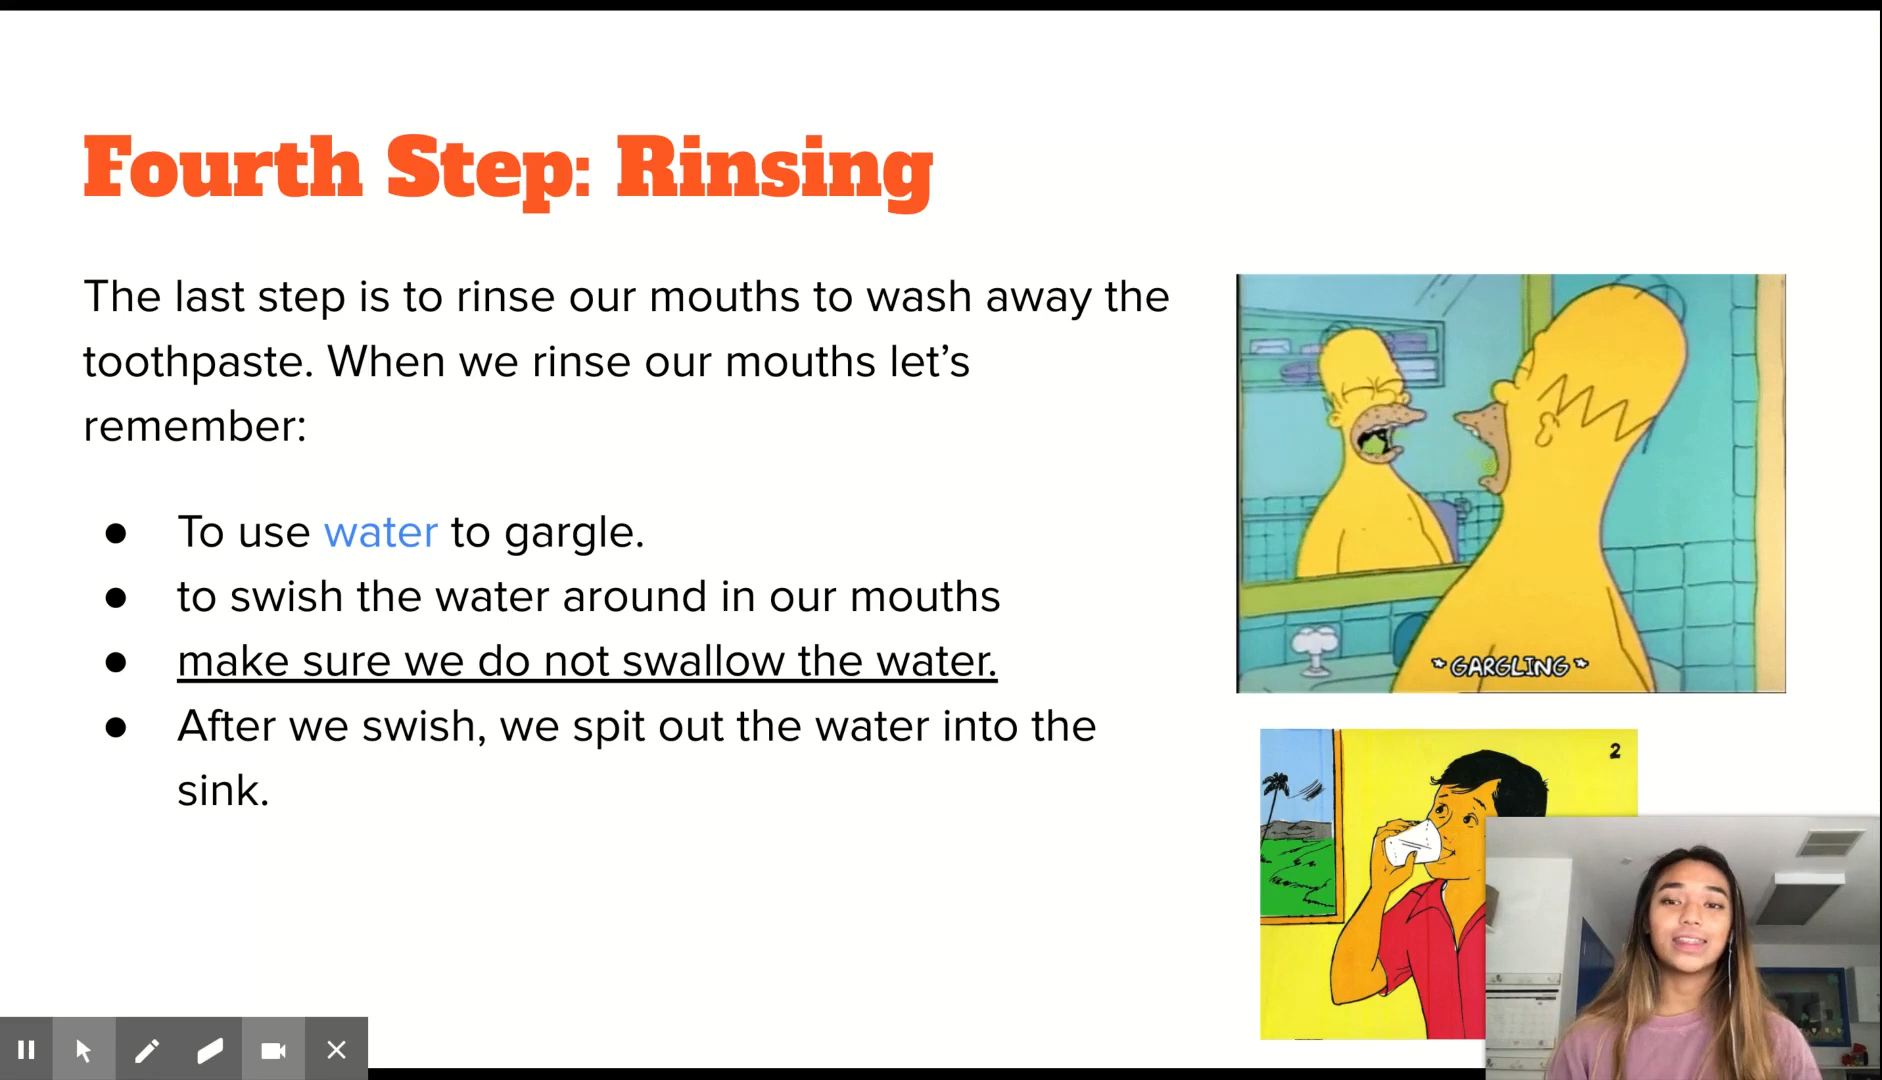 Fourth Step: Rinsing
The last step is to rinse our mouths to wash away the
toothpaste. When we rinse our mouths let’s
remember:
● To use water to gargle.
● to swish the water around in our mouths
● make sure we do not swallow the water.
● After we swish, we spit out the water into the
sink.
*GARGLING*
2